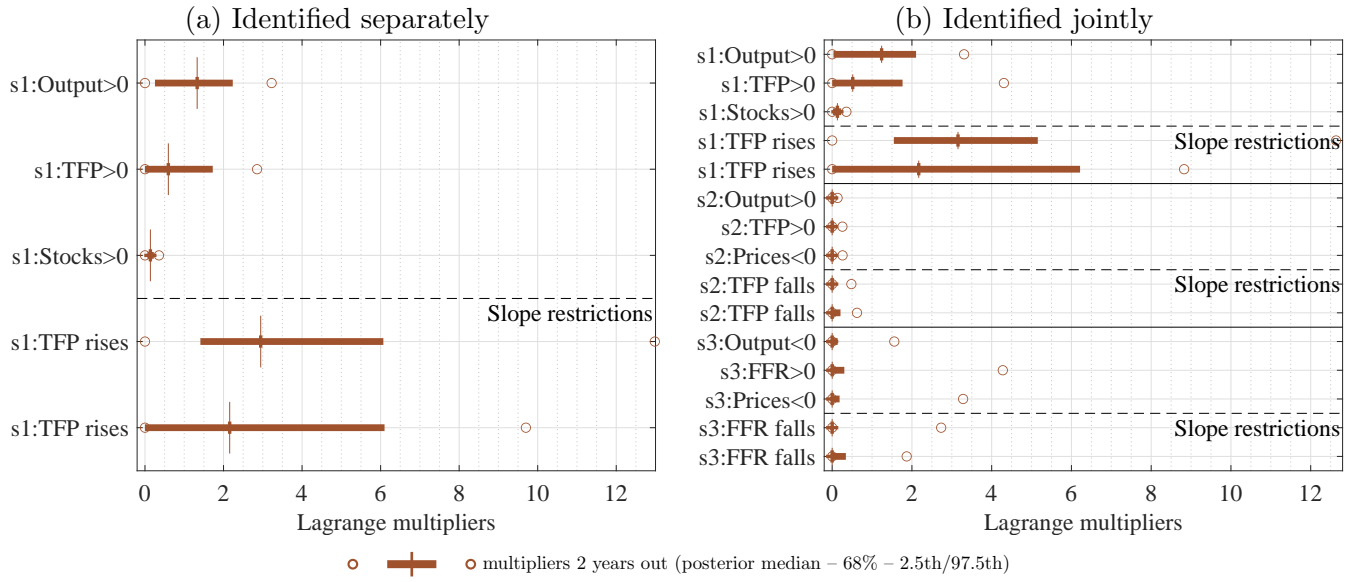 (a) Identified separately
s1:Output>0
s1:TFP>0
s1:Stocks>0
Slope restrictions
s1:TFP rises
s1:TFP rises
0 2 4 6 8 10 12
Lagrange multipliers
(b) Identified jointly
s1:Output>0
s1:TFP>0
s1:Stocks>0
s1:TFP rises
Slope restrictions
s1:TFP rises
s2:Output>0
s2:TFP>0
s2:Prices<0
s2:TFP falls
Slope restrictions
s2:TFP falls
s3:Output<0
s3:FFR>0
s3:Prices<0
s3:FFR falls
Slope restrictions
s3:FFR falls
0 2 4 6 8 10 12
Lagrange multipliers
multipliers 2 years out (posterior median – 68% – 2.5th/97.5th)